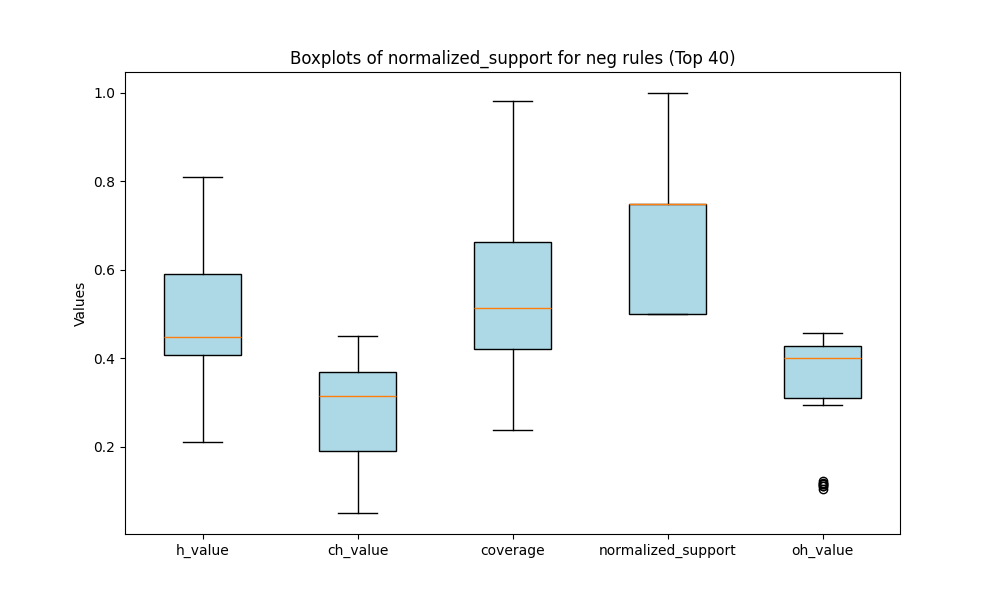 Boxplots of normalized_support for neg rules (Top 40)
1.0
0.8
0.6
0.4
0.2
Values
h_value
ch_value
coverage
normalized_support
oh_value